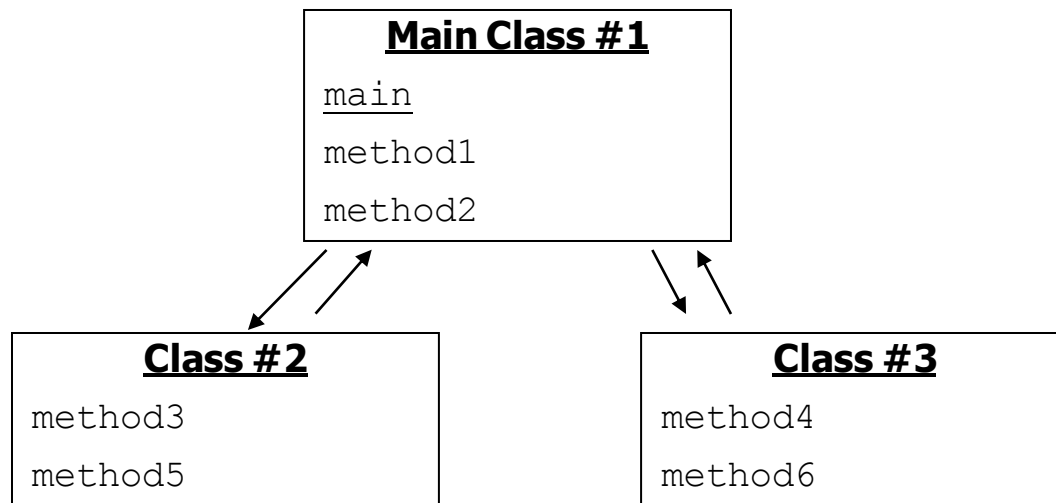 Main Class #1
main
method1
method2
Class #2
method3
method5
Class #3
method4
method6